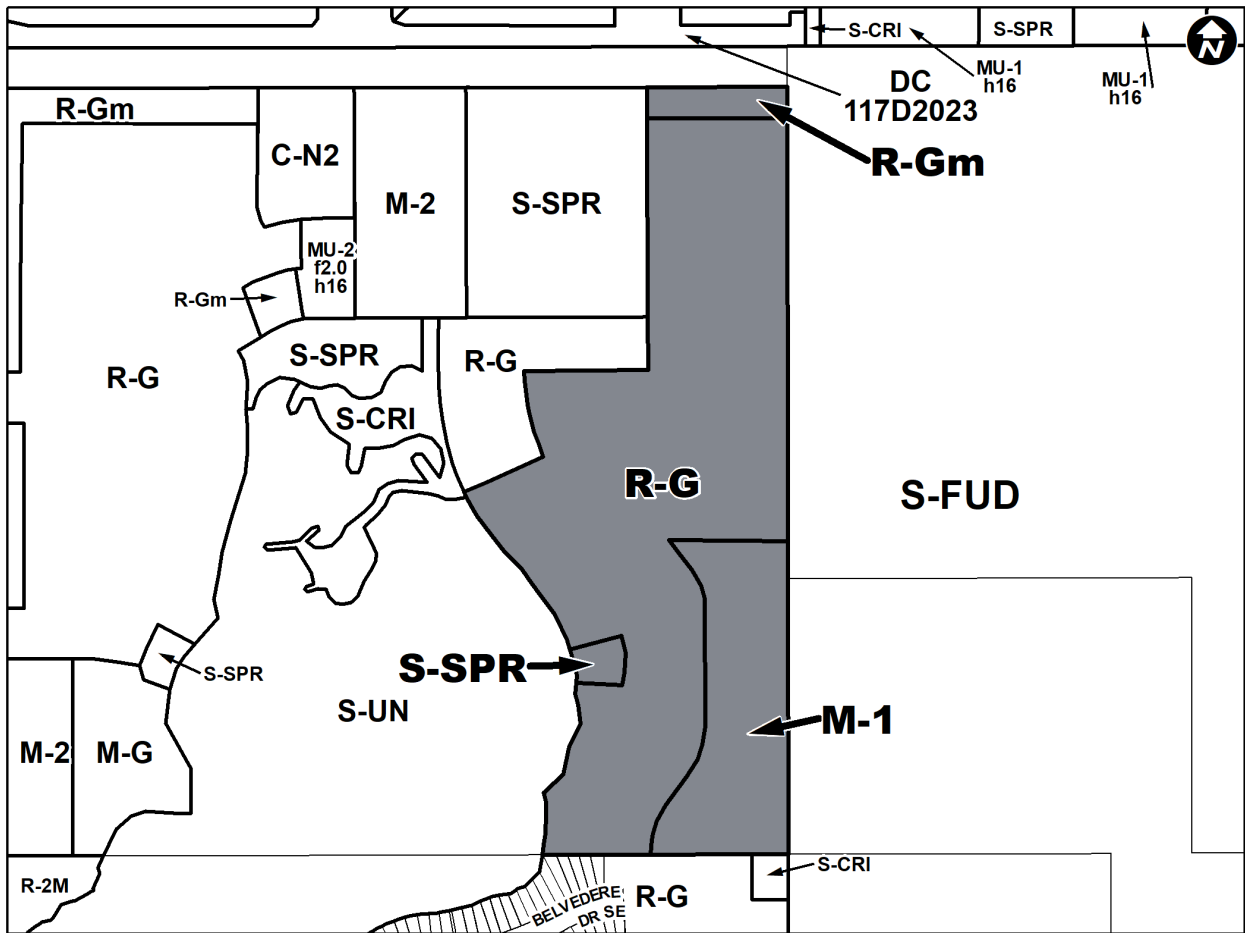 S-CRI
S-SPR
N
MU-1
h16
MU-1
h16
DC
117D2023
R-Gm
R-Gm
C-N2
M-2
S-SPR
MU-2
f2.0
h16
R-Gm
S-SPR
R-G
R-G
S-CRI
R-G
S-FUD
S-SPR
S-SPR
S-UN
M-1
M-2
M-G
S-CRI
R-2M
R-G
BELVEDERE
DR SE